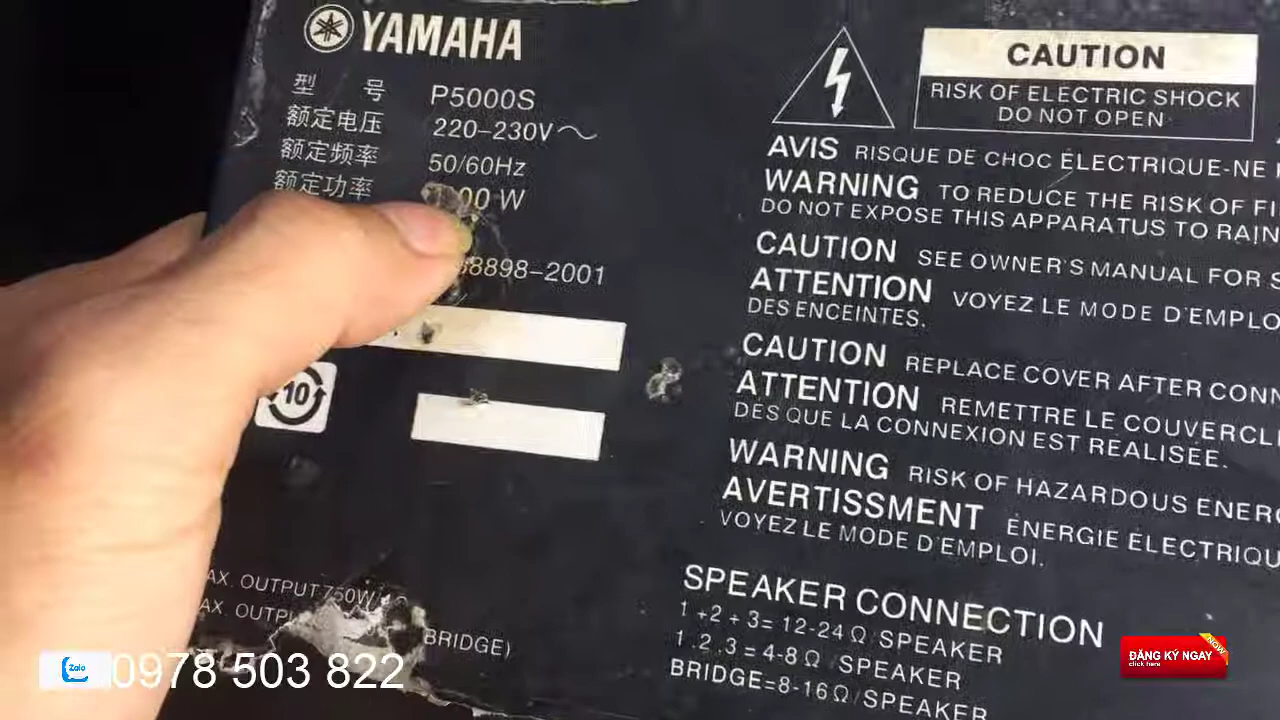 YAMAHA
型 号 P5000S
额定电压 220-230V～
额定频率 50/60Hz
额定功率 00 W
8898-2001
10
AX. OUTPUT 750W
AX. OUTPU BRIDGE)
CAUTION
RISK OF ELECTRIC SHOCK
DO NOT OPEN
AVIS RISQUE DE CHOC ÉLECTRIQUE-NE
WARNING TO REDUCE THE RISK OF FI
DO NOT EXPOSE THIS APPARATUS TO RAIN
CAUTION SEE OWNER'S MANUAL FOR S
ATTENTION VOYEZ LE MODE D'EMPLO
DES ENCEINTES.
CAUTION REPLACE COVER AFTER CONN
ATTENTION REMETTRE LE COUVERCL
DES QUE LA CONNEXION EST REALISEE.
WARNING RISK OF HAZARDOUS ENER
AVERTISSMENT ÉNERGIE ÉLECTRIQU
VOYEZ LE MODE D'EMPLOI.
SPEAKER CONNECTION
1 +2 + 3= 12-24 Ω SPEAKER
1 .2 .3 = 4-8 Ω SPEAKER
BRIDGE=8-16 Ω/SPEAKER
Zalo 0978 503 822
ĐĂNG KÝ NGAY
click here
NOW